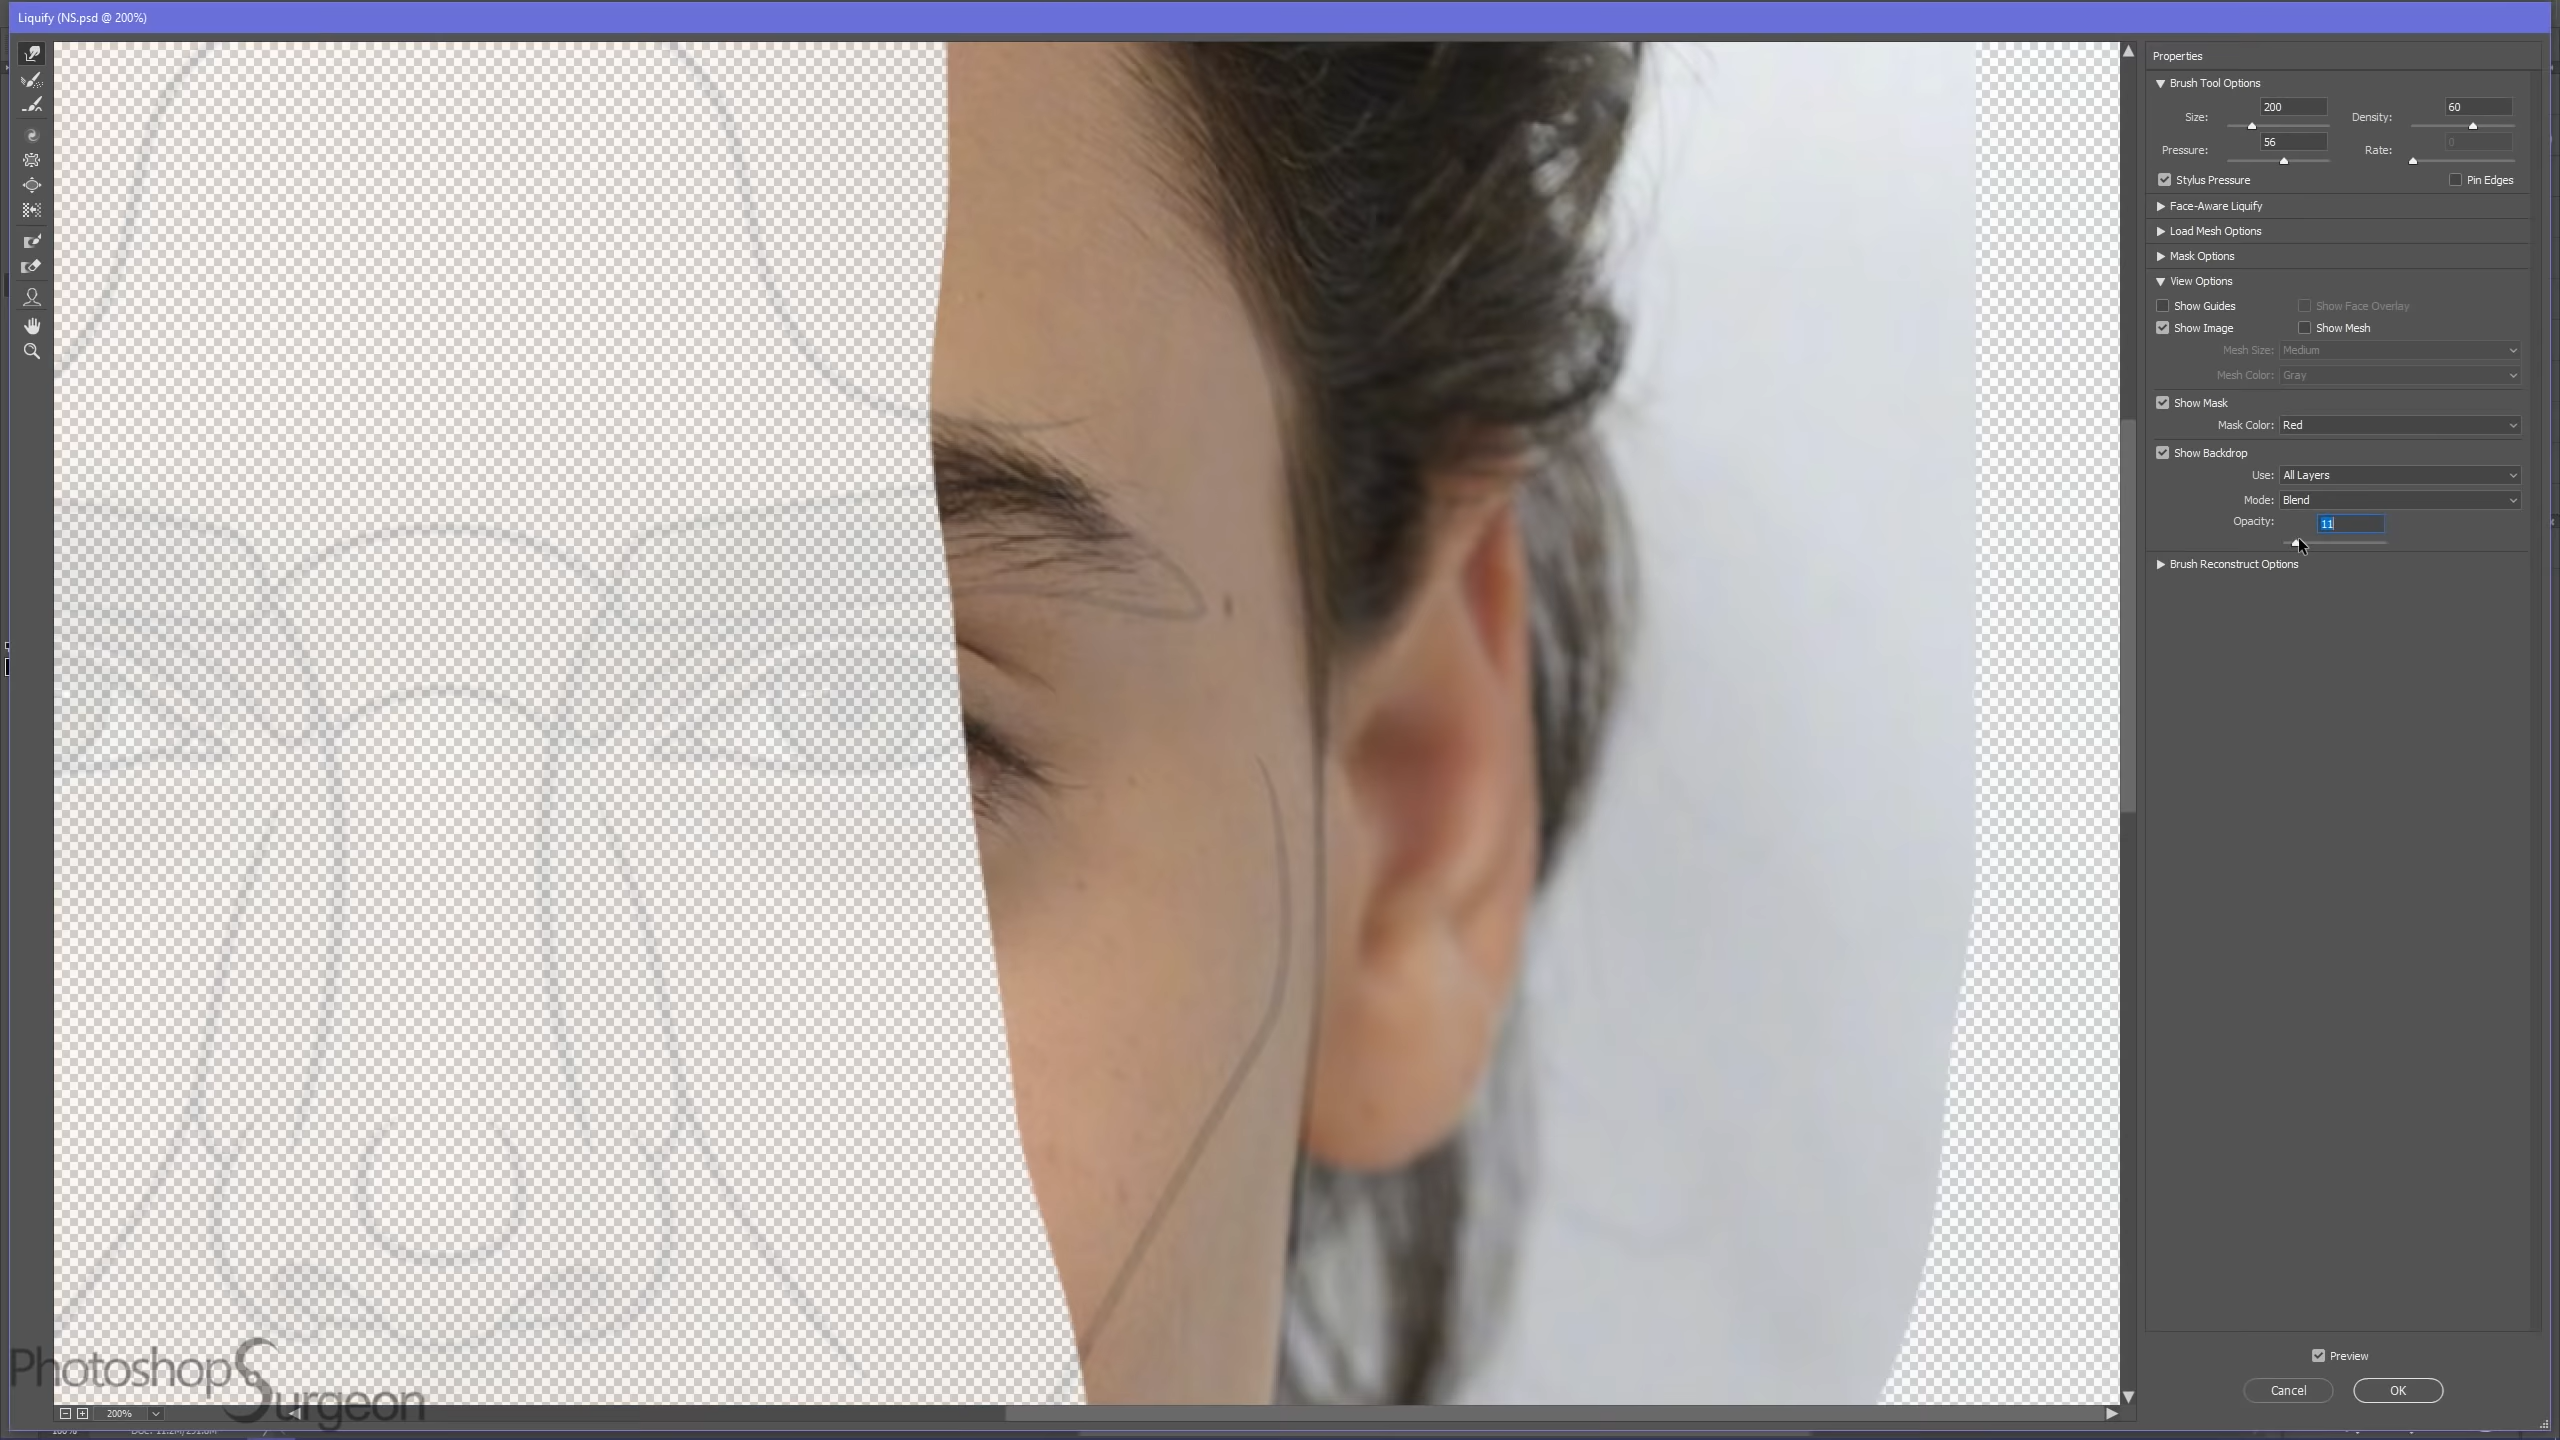 Liquify (NS.psd @ 200%)
Properties
Brush Tool Options
Size: 200 Density: 60
Pressure: 56 Rate: 0
Stylus Pressure Pin Edges
Face-Aware Liquify
Load Mesh Options
Mask Options
View Options
Show Guides Show Face Overlay
Show Image Show Mesh
Mesh Size: Medium
Mesh Color: Gray
Show Mask
Mask Color: Red
Show Backdrop
Use: All Layers
Mode: Blend
Opacity: 11
Brush Reconstruct Options
Preview
Cancel OK
Photoshop Surgeon
200%